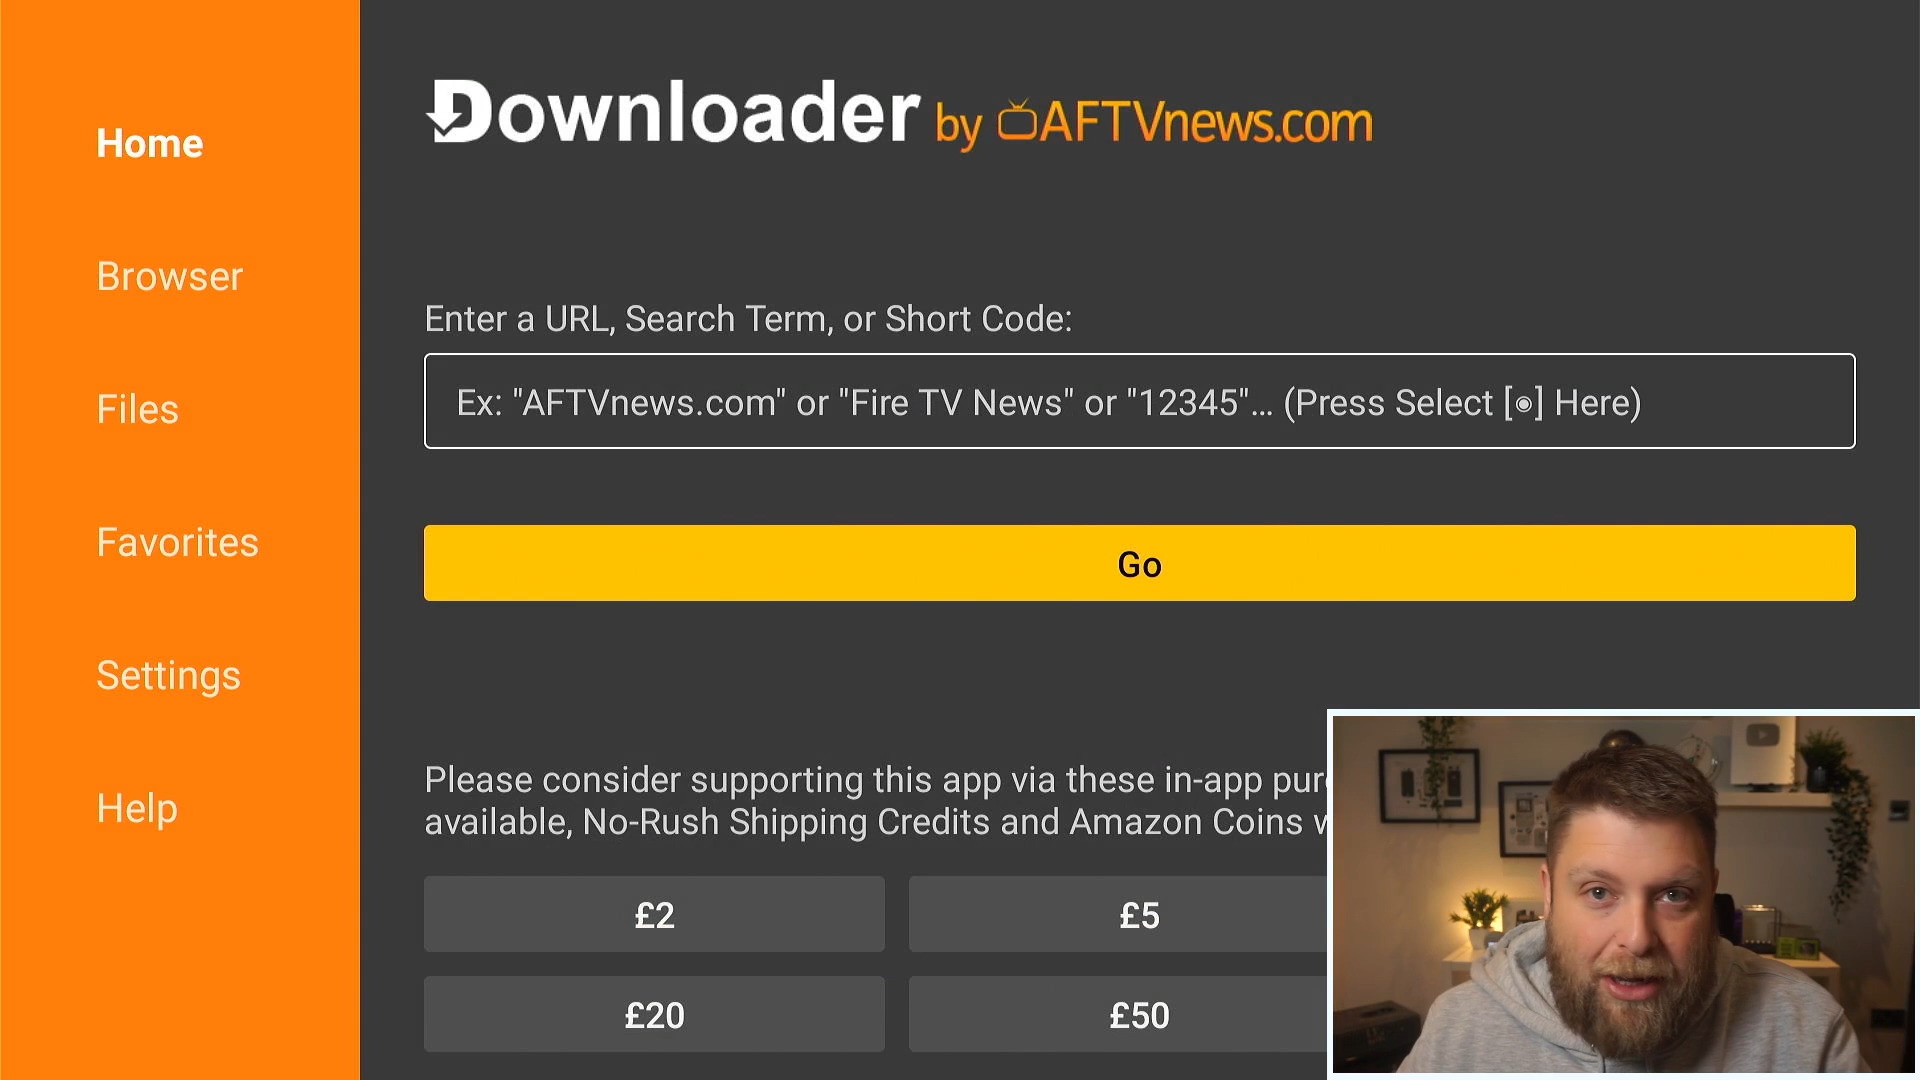 Home
Browser
Files
Favorites
Settings
Help
Downloader by AFTVnews.com
Enter a URL, Search Term, or Short Code:
Ex: "AFTVnews.com" or "Fire TV News" or "12345"... (Press Select [◉] Here)
Go
Please consider supporting this app via these in-app
available, No-Rush Shipping Credits and Amazon Coins
£2
£5
£20
£50